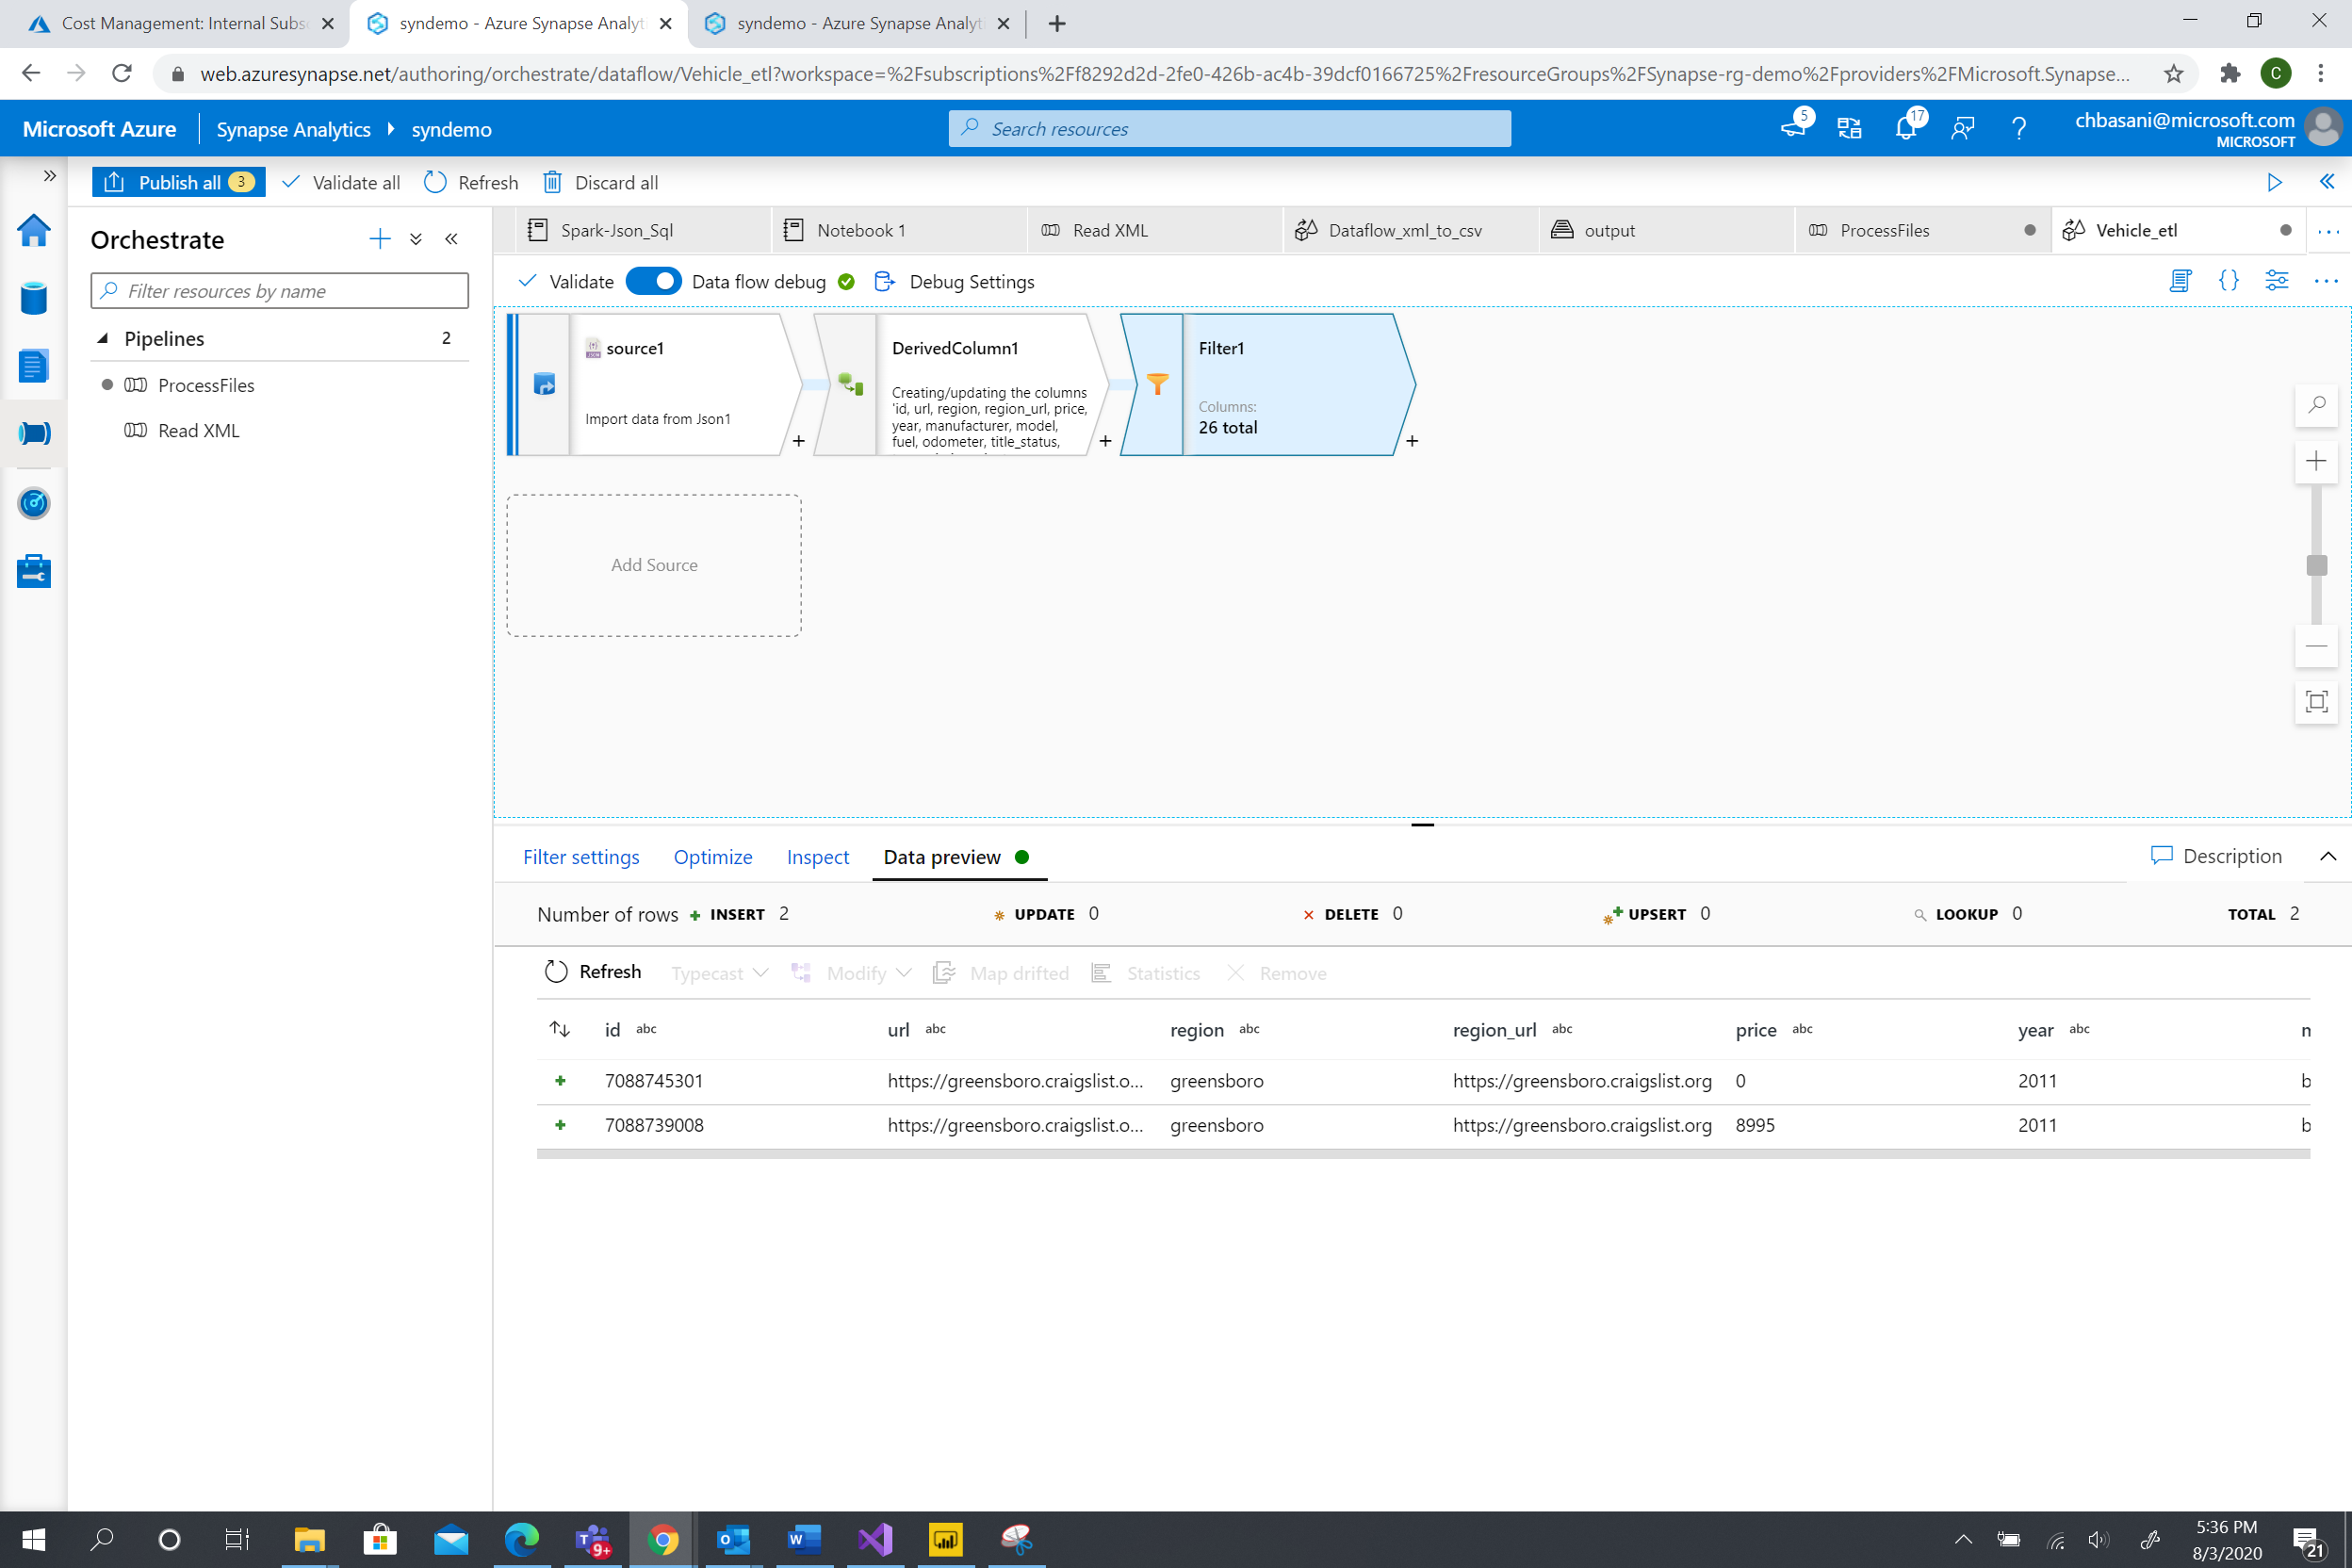 Cost Management: Internal Subs
syndemo - Azure Synapse Analyt
syndemo - Azure Synapse Analyt
web.azuresynapse.net/authoring/orchestrate/dataflow/Vehicle_etl?workspace=%2Fsubscriptions%2Ff8292d2d-2fe0-426b-ac4b-39dcf0166725%2FresourceGroups%2FSynapse-rg-demo%2Fproviders%2FMicrosoft.Synapse...
C
Microsoft Azure
Synapse Analytics
syndemo
Search resources
5
17
chbasani@microsoft.com
MICROSOFT
Publish all 3
Validate all
Refresh
Discard all
Orchestrate
Filter resources by name
Pipelines 2
ProcessFiles
Read XML
Spark-Json_Sql
Notebook 1
Read XML
Dataflow_xml_to_csv
output
ProcessFiles
Vehicle_etl
Validate
Data flow debug
Debug Settings
source1
Import data from Json1
DerivedColumn1
Creating/updating the columns
'id, url, region, region_url, price,
year, manufacturer, model,
fuel, odometer, title_status,
Filter1
Columns:
26 total
Add Source
Filter settings
Optimize
Inspect
Data preview
Description
Number of rows INSERT 2 UPDATE 0 DELETE 0 UPSERT 0 LOOKUP 0 TOTAL 2
Refresh Typecast Modify Map drifted Statistics Remove
id abc url abc region abc region_url abc price abc year abc
7088745301 https://greensboro.craigslist.o... greensboro https://greensboro.craigslist.org 0 2011 b
7088739008 https://greensboro.craigslist.o... greensboro https://greensboro.craigslist.org 8995 2011 b
9+
5:36 PM
8/3/2020
21